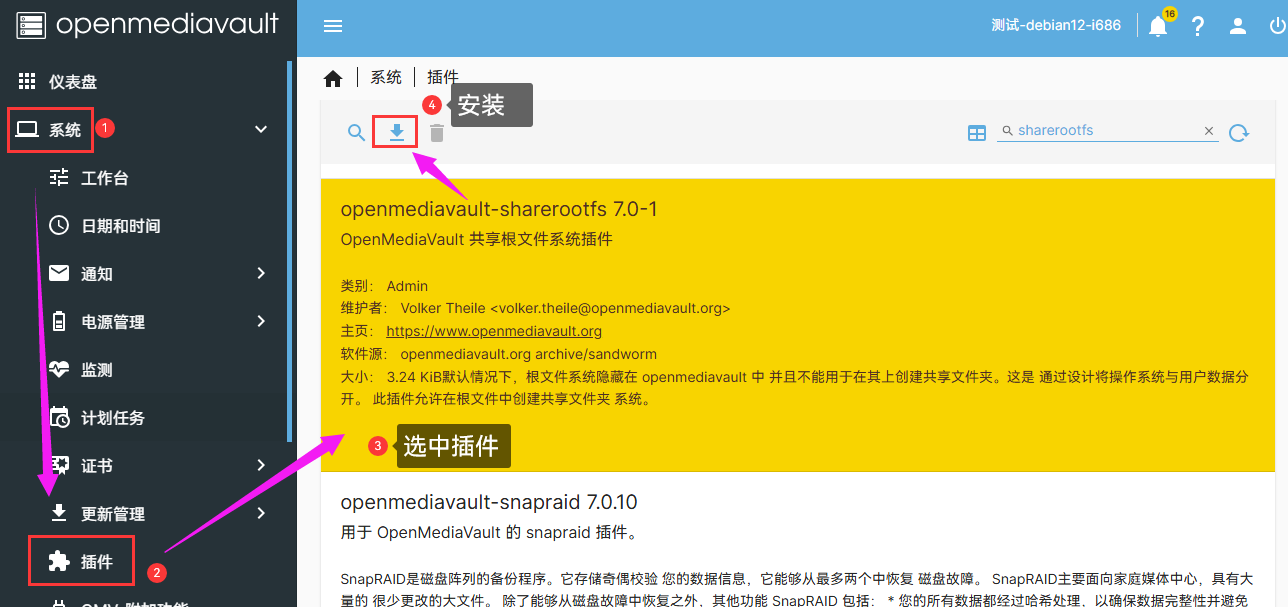 openmediavault
测试-debian12-i686
16
仪表盘
系统
1
工作台
日期和时间
通知
电源管理
监测
计划任务
证书
更新管理
插件
2
系统
插件
4
安装
sharerootfs
openmediavault-sharerootfs 7.0-1
OpenMediaVault 共享根文件系统插件
类别: Admin
维护者: Volker Theile <volker.theile@openmediavault.org>
主页: https://www.openmediavault.org
软件源: openmediavault.org archive/sandworm
大小: 3.24 KiB默认情况下，根文件系统隐藏在 openmediavault 中 并且不能用于在其上创建共享文件夹。这是 通过设计将操作系统与用户数据分
开。 此插件允许在根文件中创建共享文件夹 系统。
3
选中插件
openmediavault-snapraid 7.0.10
用于 OpenMediaVault 的 snapraid 插件。
SnapRAID是磁盘阵列的备份程序。它存储奇偶校验 您的数据信息，它能够从最多两个中恢复 磁盘故障。 SnapRAID主要面向家庭媒体中心，具有大
量的 很少更改的大文件。 除了能够从磁盘故障中恢复之外，其他功能 SnapRAID 包括： * 您的所有数据都经过哈希处理，以确保数据完整性并避免